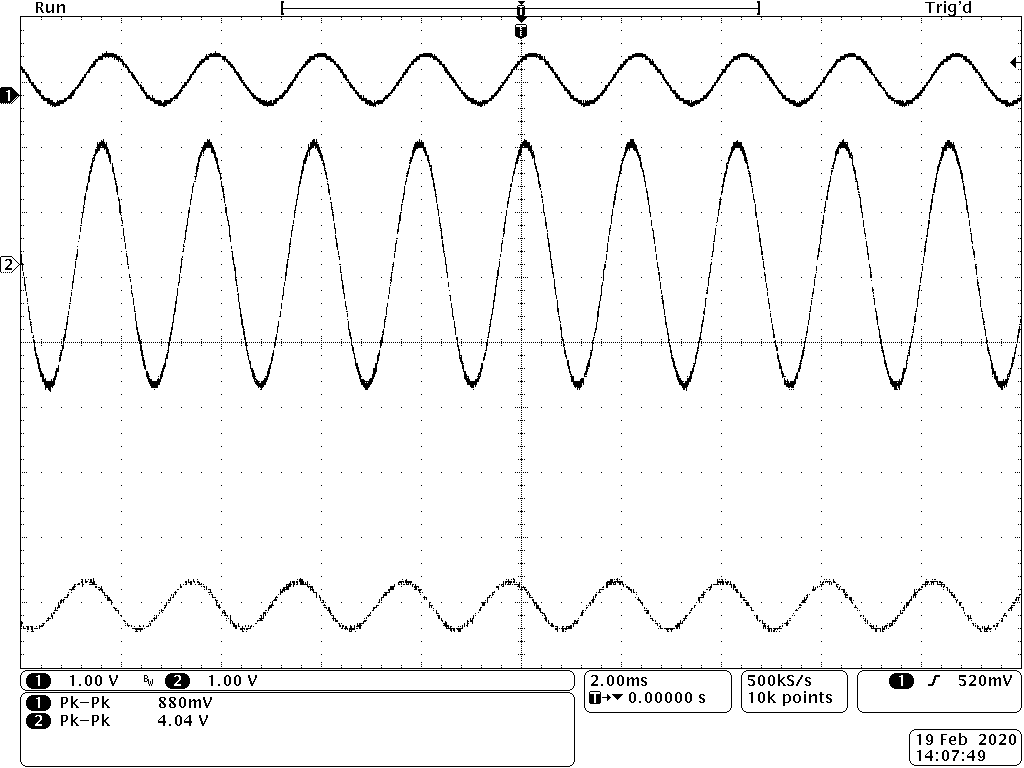 Run
Trig'd
T
T
1
2
1 1.00 V BW 2 1.00 V
1 Pk-Pk 880mV
2 Pk-Pk 4.04 V
2.00ms
T→▼ 0.00000 s
500kS/s
10k points
1 520mV
19 Feb 2020
14:07:49